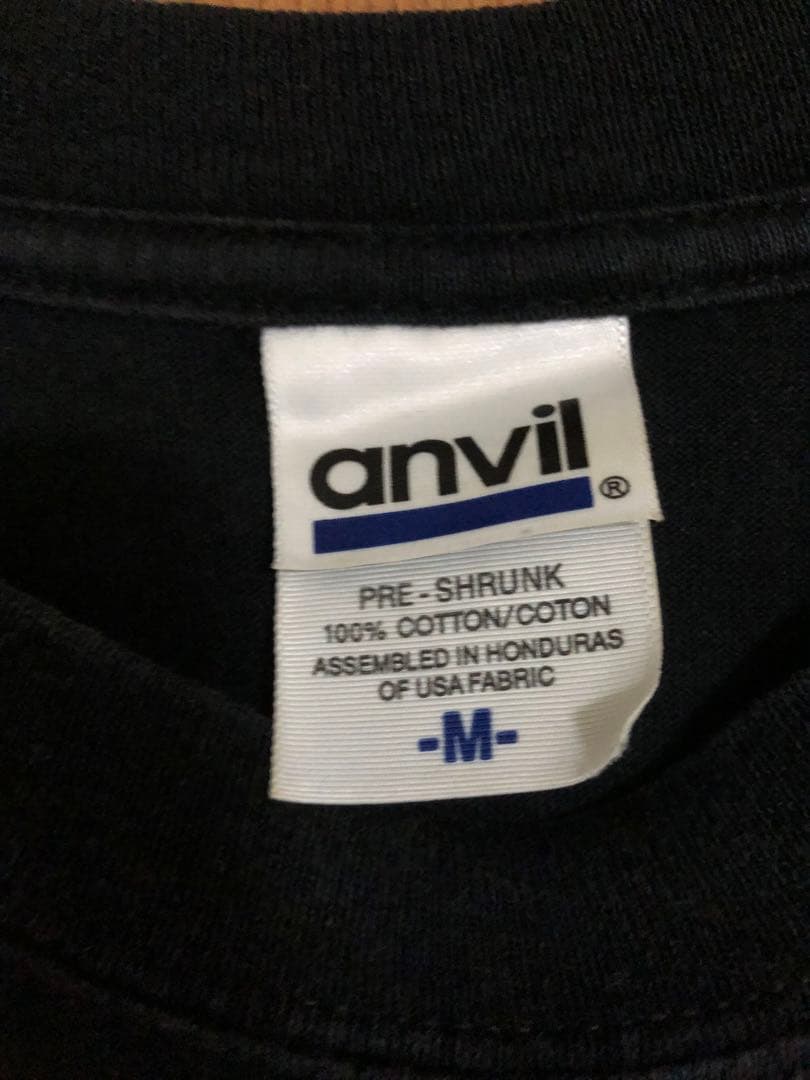 anvil®
PRE-SHRUNK
100% COTTON/COTON
ASSEMBLED IN HONDURAS
OF USA FABRIC
-M-